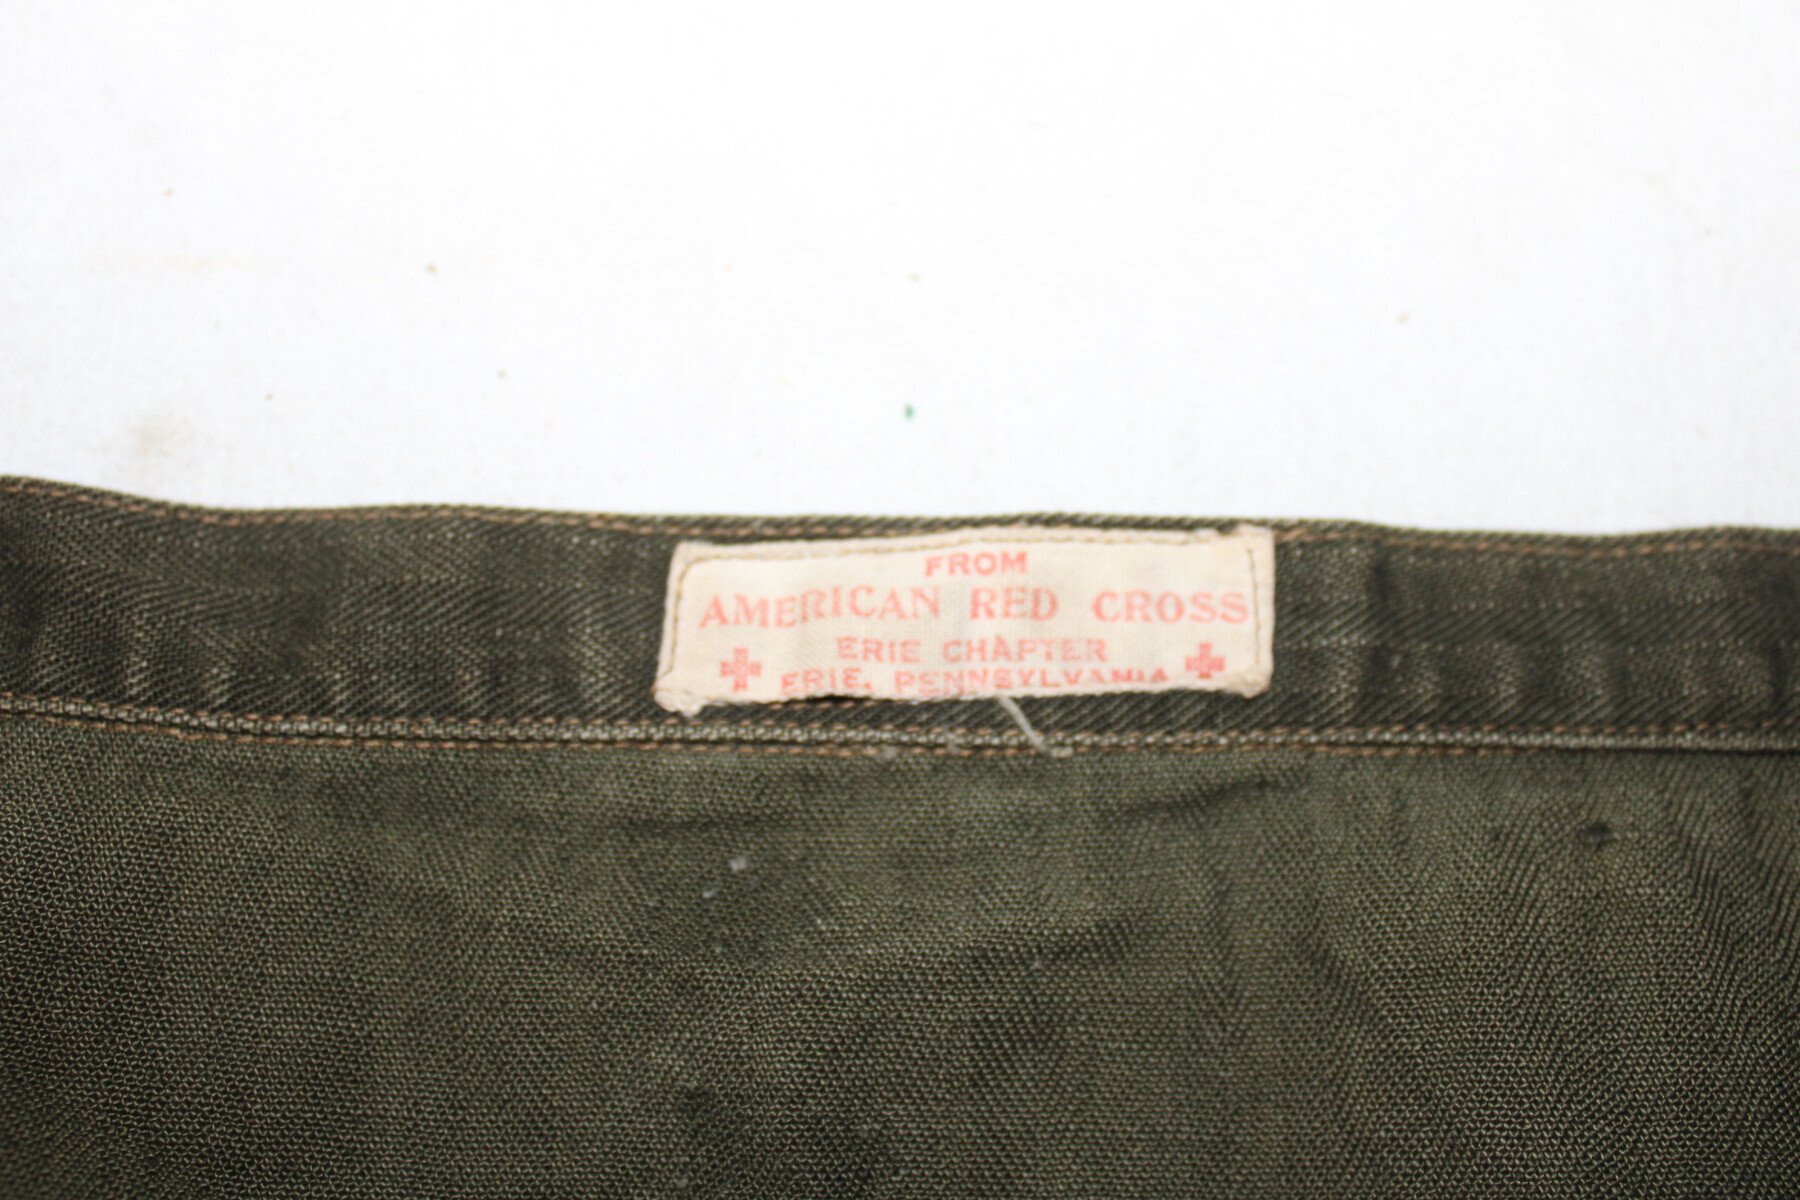 FROM
AMERICAN RED CROSS
ERIE CHAPTER
ERIE, PENNSYLVANIA